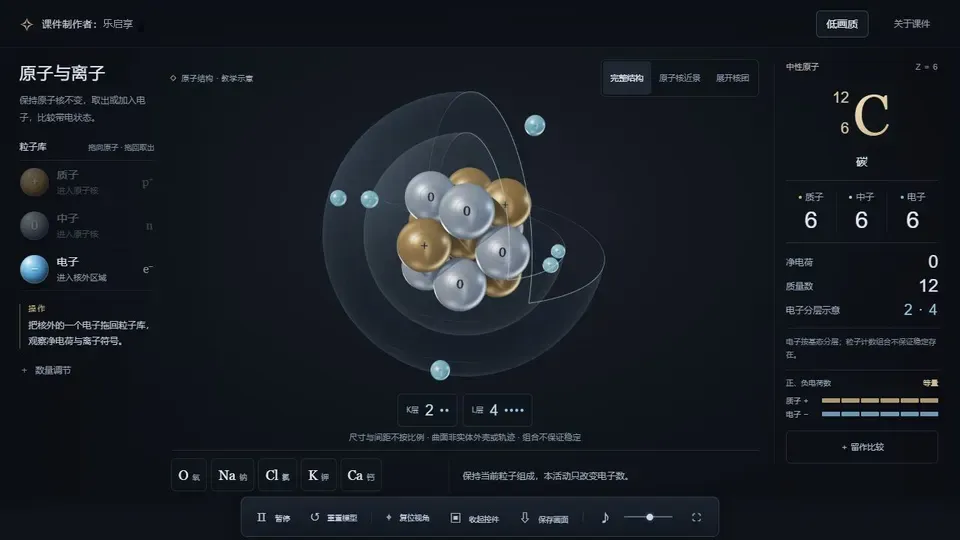 课件制作者：乐启享
低画质
关于课件
原子与离子
保持原子核不变，取出或加入电
子，比较带电状态。
粒子库
拖向原子 · 拖回取出
+
质子
进入原子核
p⁺
0
中子
进入原子核
n
−
电子
进入核外区域
e⁻
操作
把核外的一个电子拖回粒子库，
观察净电荷与离子符号。
+ 数量调节
原子结构 · 教学示意
完整结构
原子核近景
展开核团
0
0
+
+
0
0
K层 2
L层 4
尺寸与间距不按比例 · 曲面非实体外壳或轨迹 · 组合不保证稳定
O 氧
Na 钠
Cl 氯
K 钾
Ca 钙
保持当前粒子组成，本活动只改变电子数。
暂停
重置模型
复位视角
收起控件
保存画面
中性原子
Z = 6
12
6
C
碳
质子
中子
电子
6
6
6
净电荷 0
质量数 12
电子分层示意 2 · 4
电子按基态分层；粒子计数组合不保证稳定存
在。
正、负电荷数
等量
质子 +
电子 −
+ 留作比较